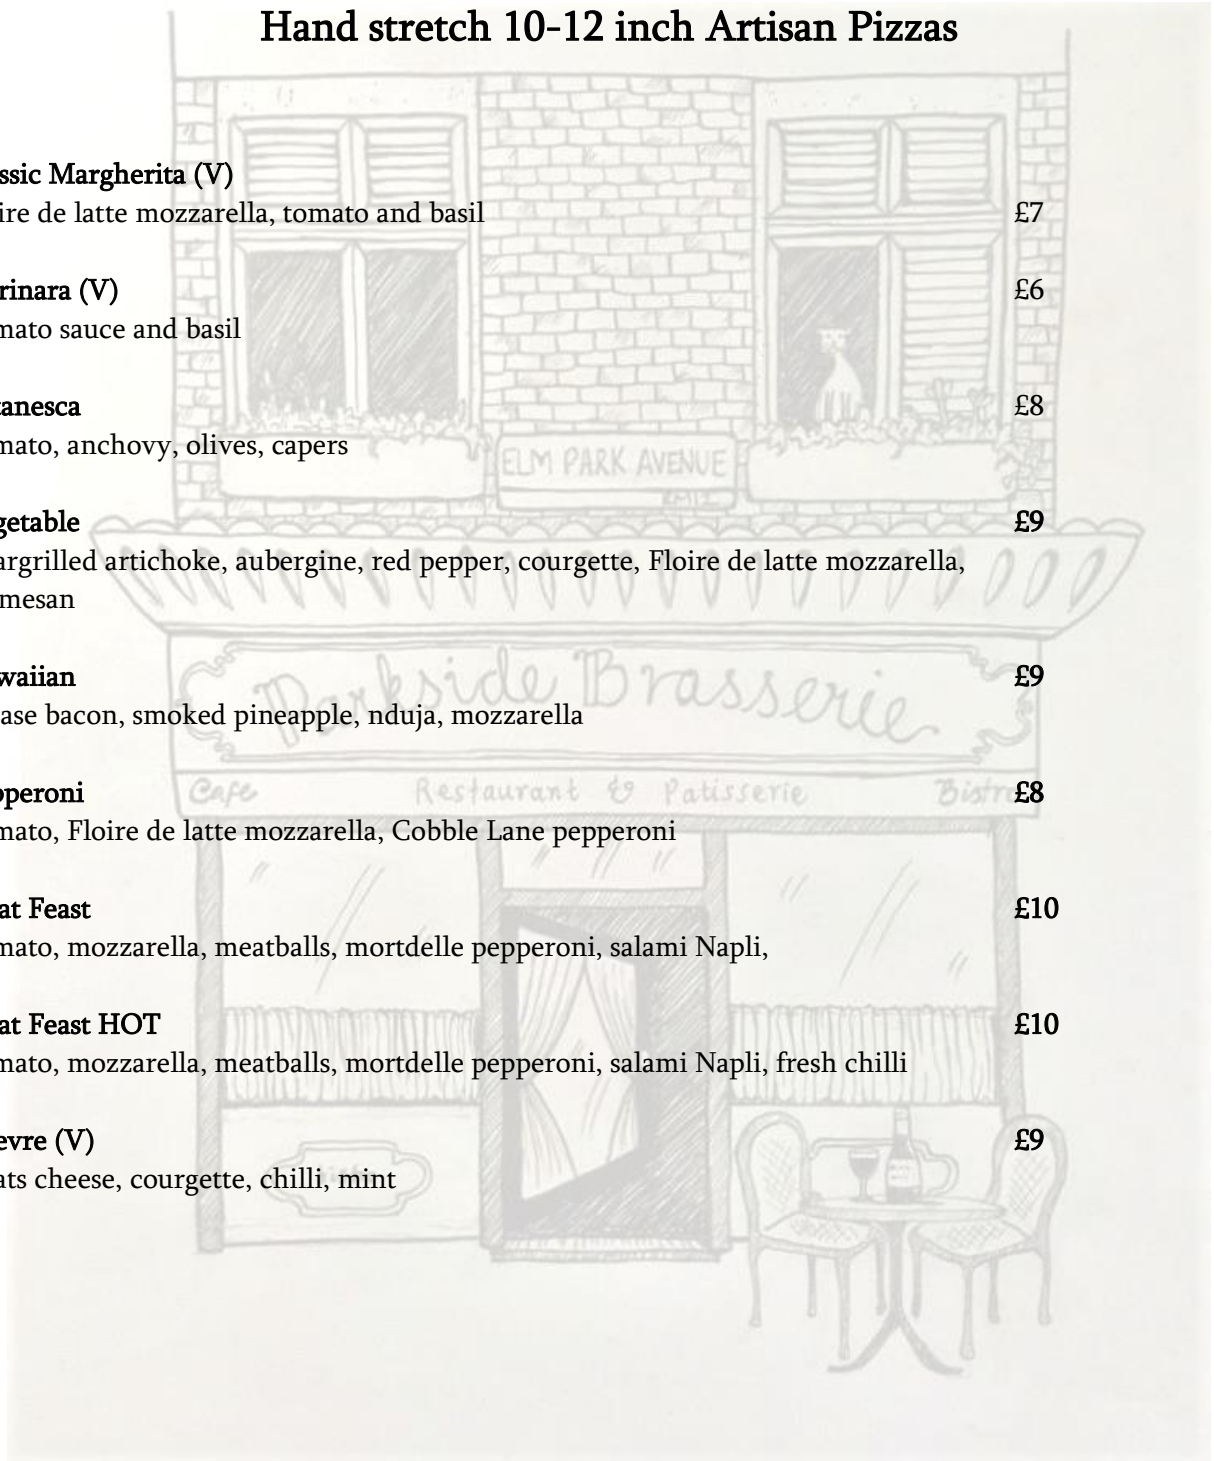 Hand stretch 10-12 inch Artisan Pizzas
ssic Margherita (V)
ire de latte mozzarella, tomato and basil £7
rinara (V) £6
mato sauce and basil
tanesca £8
mato, anchovy, olives, capers
ELM PARK AVENUE
getable £9
argrilled artichoke, aubergine, red pepper, courgette, Floire de latte mozzarella,
mesan
waiian £9
Parkside Brasserie
ase bacon, smoked pineapple, nduja, mozzarella
pperoni £8
Cafe Restaurant & Patisserie Bistr
mato, Floire de latte mozzarella, Cobble Lane pepperoni
at Feast £10
mato, mozzarella, meatballs, mortdelle pepperoni, salami Napli,
at Feast HOT £10
mato, mozzarella, meatballs, mortdelle pepperoni, salami Napli, fresh chilli
evre (V) £9
ats cheese, courgette, chilli, mint